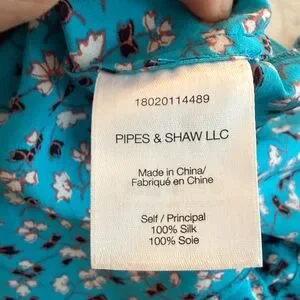 18020114489
PIPES & SHAW LLC
Made in China/
Fabriqué en Chine
Self / Principal
100% Silk
100% Soie